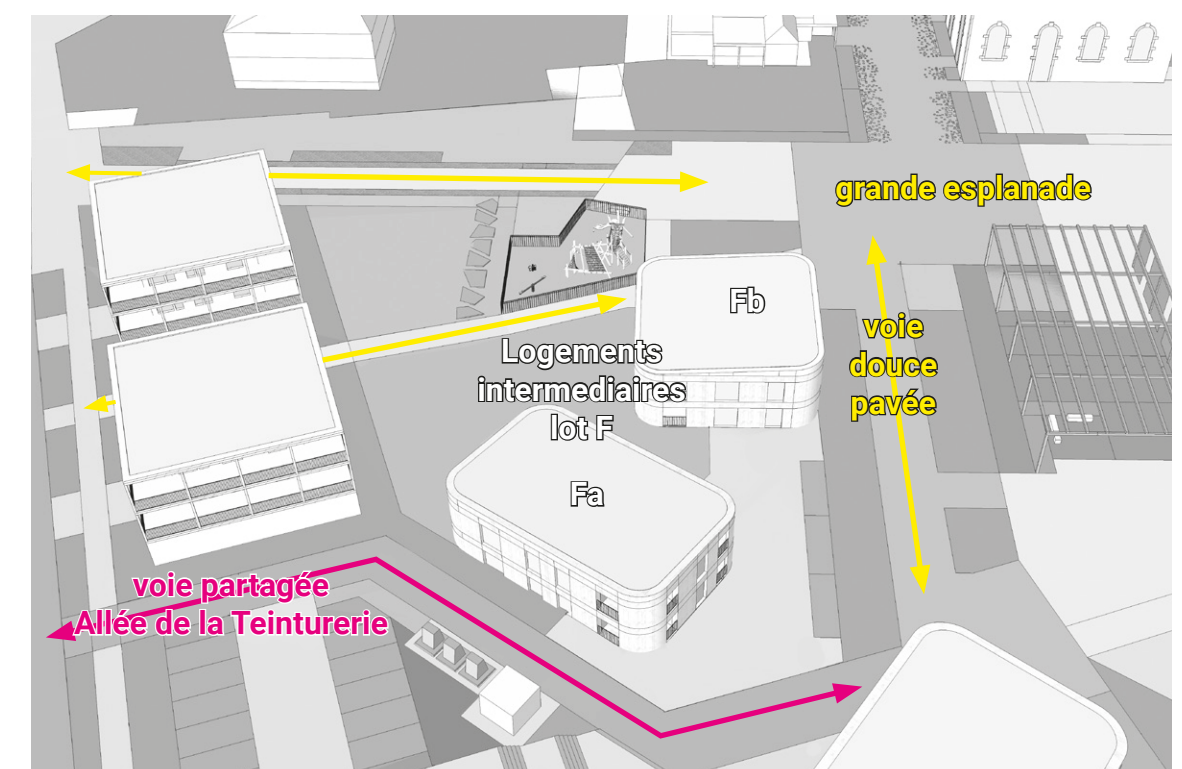 grande esplanade
Fb
voie
douce
pavée
Logements
intermediaires
lot F
Fa
voie partagée
Allée de la Teinturerie